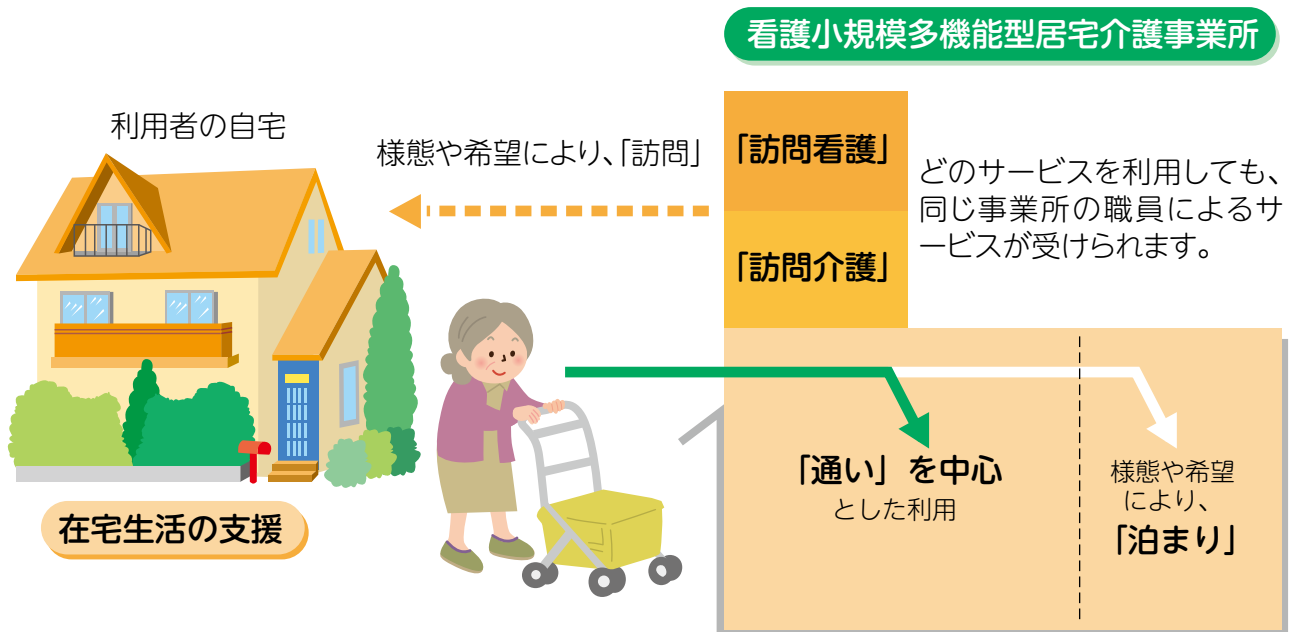 看護小規模多機能型居宅介護事業所
利用者の自宅
様態や希望により、「訪問」
「訪問看護」
「訪問介護」
どのサービスを利用しても、
同じ事業所の職員によるサ
ービスが受けられます。
在宅生活の支援
「通い」を中心
とした利用
様態や希望
により、
「泊まり」